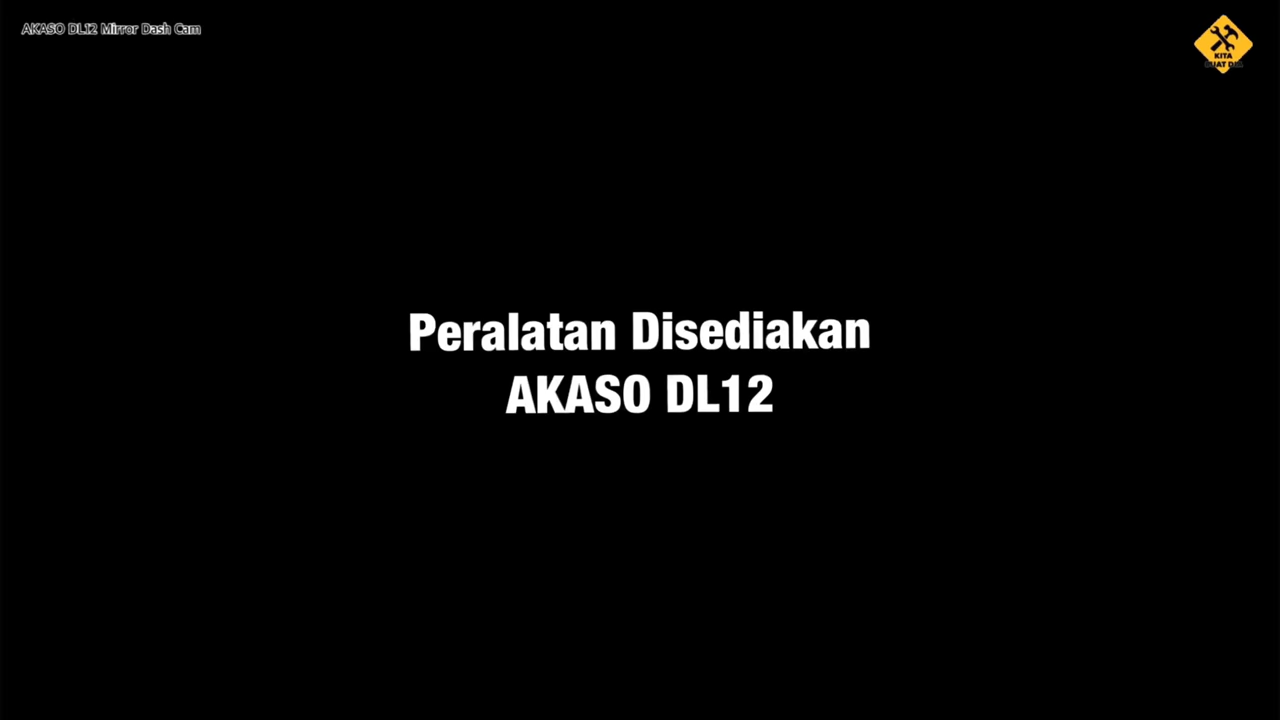 AKASO DL12 Mirror Dash Cam
KITA
Peralatan Disediakan
AKASO DL12